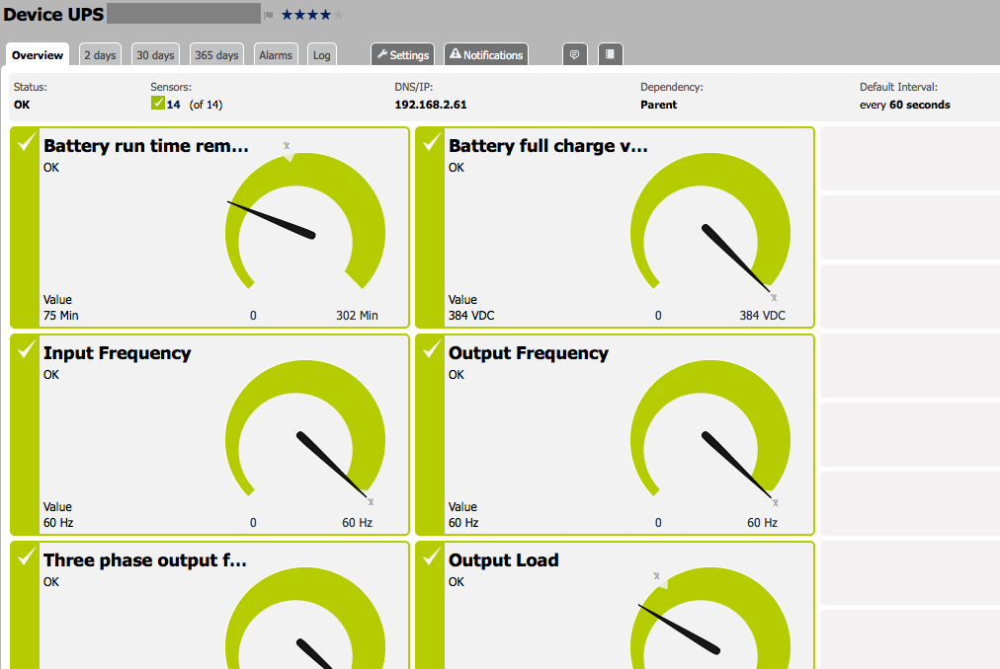 Device UPS
Overview 2 days 30 days 365 days Alarms Log Settings Notifications
Status: Sensors: DNS/IP: Dependency: Default Interval:
OK 14 (of 14) 192.168.2.61 Parent every 60 seconds
Battery run time rem...
OK
x
Value
75 Min 0 302 Min
Battery full charge v...
OK
x
Value
384 VDC 0 384 VDC
Input Frequency
OK
x
Value
60 Hz 0 60 Hz
Output Frequency
OK
x
Value
60 Hz 0 60 Hz
Three phase output f...
OK
Output Load
OK
x